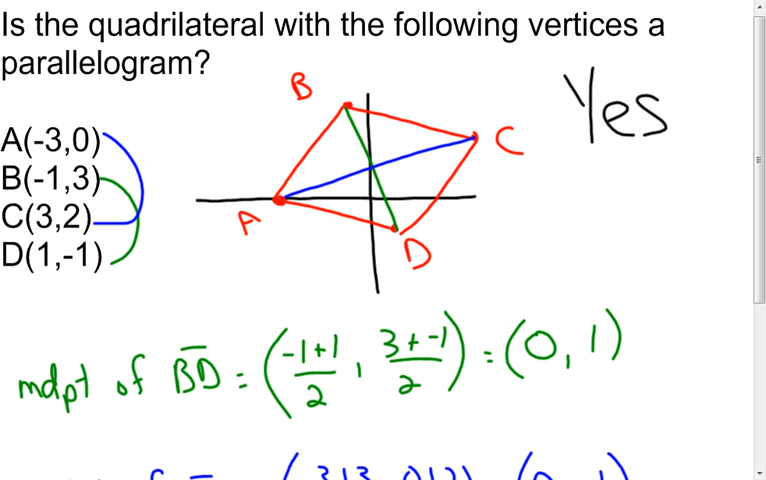 Is the quadrilateral with the following vertices a
parallelogram?
Yes
A(-3,0)
B(-1,3)
C(3,2)
D(1,-1)
B
C
A
D
mdpt of B̅D̅ = (-1+1/2, 3+-1/2) = (0, 1)